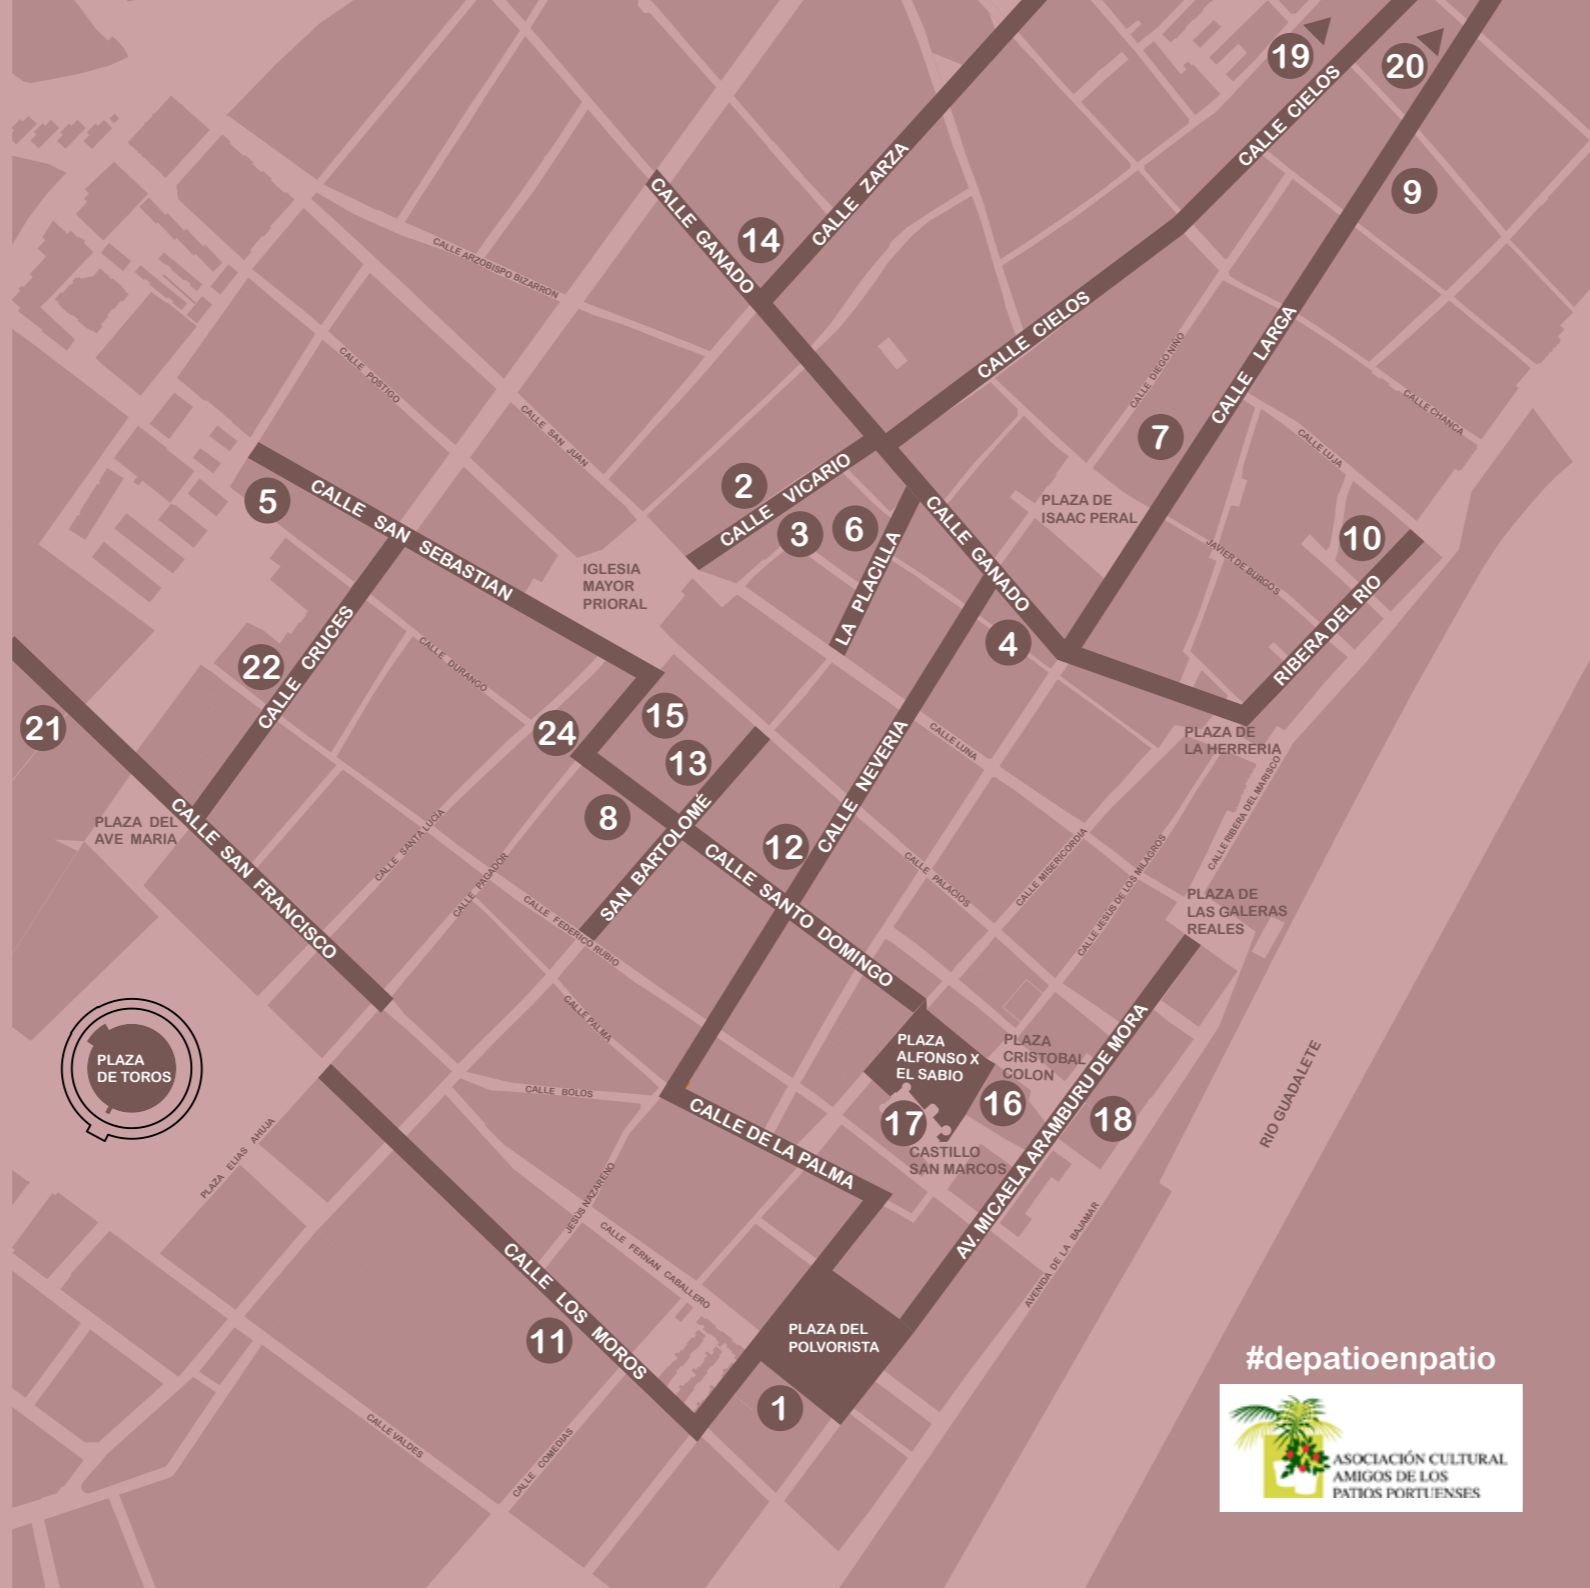 19
20
CALLE CIELOS
9
CALLE ZARZA
CALLE GANADO
14
CALLE ARZOBISPO BIZARRON
CALLE CIELOS
CALLE LARGA
CALLE DIEGO NIÑO
CALLE POSTIGO
CALLE SAN JUAN
CALLE CHANCA
CALLE LUJA
7
2
CALLE VICARIO
3
6
5
CALLE SAN SEBASTIAN
CALLE GANADO
PLAZA DE
ISAAC PERAL
10
JAVIER DE BURGOS
IGLESIA
MAYOR
PRIORAL
LA PLACILLA
RIBERA DEL RIO
4
CALLE CRUCES
22
CALLE DURANGO
21
15
24
13
CALLE NEVERIA
CALLE LUNA
PLAZA DE
LA HERRERIA
CALLE RIBERA DEL MARISCO
8
SAN BARTOLOMÉ
12
PLAZA DEL
AVE MARIA
CALLE SAN FRANCISCO
CALLE SANTA LUCÍA
CALLE PAGADOR
CALLE SANTO DOMINGO
CALLE PALACIOS
CALLE MISERICORDIA
CALLE JESUS DE LOS MILAGROS
CALLE FEDERICO RUBIO
PLAZA DE
LAS GALERAS
REALES
CALLE PALMA
PLAZA
DE TOROS
PLAZA
ALFONSO X
EL SABIO
PLAZA
CRISTOBAL
COLON
16
17
18
AV. MICAELA ARAMBURU DE MORA
RIO GUADALETE
CALLE BOLOS
CALLE DE LA PALMA
CASTILLO
SAN MARCOS
PLAZA ELIAS AHUJA
JESUS NAZARENO
CALLE FERNAN CABALLERO
AVENIDA DE LA BAJAMAR
CALLE LOS MOROS
11
PLAZA DEL
POLVORISTA
1
CALLE VALDES
CALLE COMEDIAS
#depatioenpatio
ASOCIACIÓN CULTURAL
AMIGOS DE LOS
PATIOS PORTUENSES